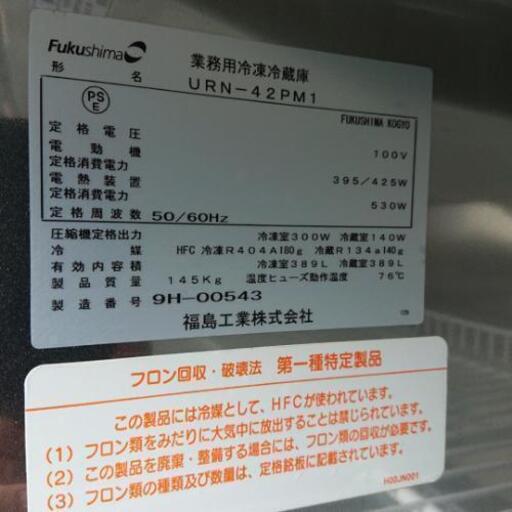 Fukushima
業務用冷凍冷蔵庫
形 名 URN-42PM1
PS E
FUKUSHIMA KOGYO
定格電圧 100V
電動機
定格消費電力 395/425W
電熱装置
定格消費電力 530W
定格周波数 50/60Hz
圧縮機定格出力 冷凍室300W 冷蔵室140W
冷媒 HFC 冷凍R404A180g 冷蔵R134a140g
有効内容積 冷凍室389L 冷蔵室389L
製品質量 145Kg 温度ヒューズ動作温度 76℃
製造番号 9H-00543
福島工業株式会社
フロン回収・破壊法 第一種特定製品
この製品には冷媒として、HFCが使われています。
(1) フロン類をみだりに大気中に放出することは禁じられています。
(2) この製品を廃棄・整備する場合には、フロン類の回収が必要です。
(3) フロン類の種類及び数量は、定格銘板に記載されています。
H00JN001